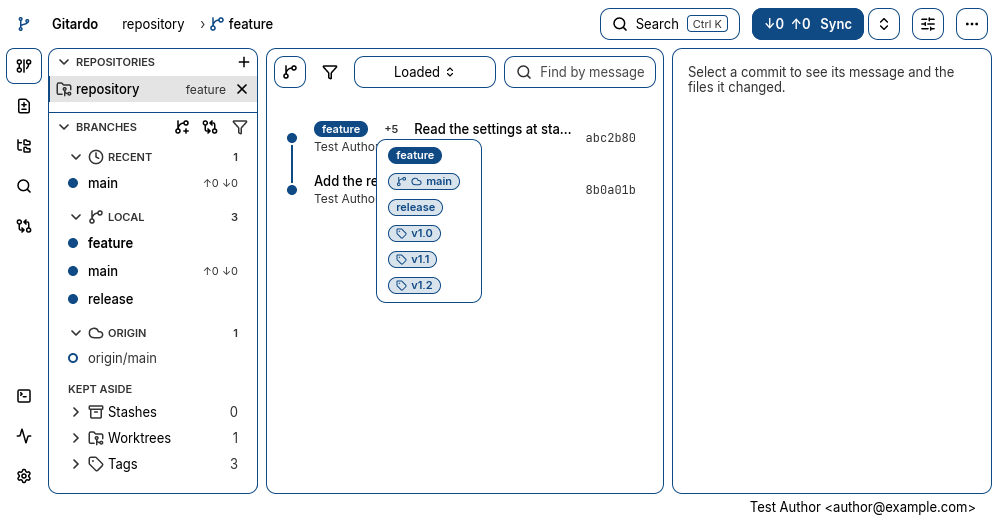 Gitardo repository › feature Search Ctrl K ↓0 ↑0 Sync
REPOSITORIES
repository feature
BRANCHES
RECENT 1
main ↑0 ↓0
LOCAL 3
feature
main ↑0 ↓0
release
ORIGIN 1
origin/main
KEPT ASIDE
Stashes 0
Worktrees 1
Tags 3
Loaded Find by message
feature +5 Read the settings at sta... abc2b80
Test Autho
Add the re 8b0a01b
Test Autho
feature
main
release
v1.0
v1.1
v1.2
Select a commit to see its message and the
files it changed.
Test Author <author@example.com>